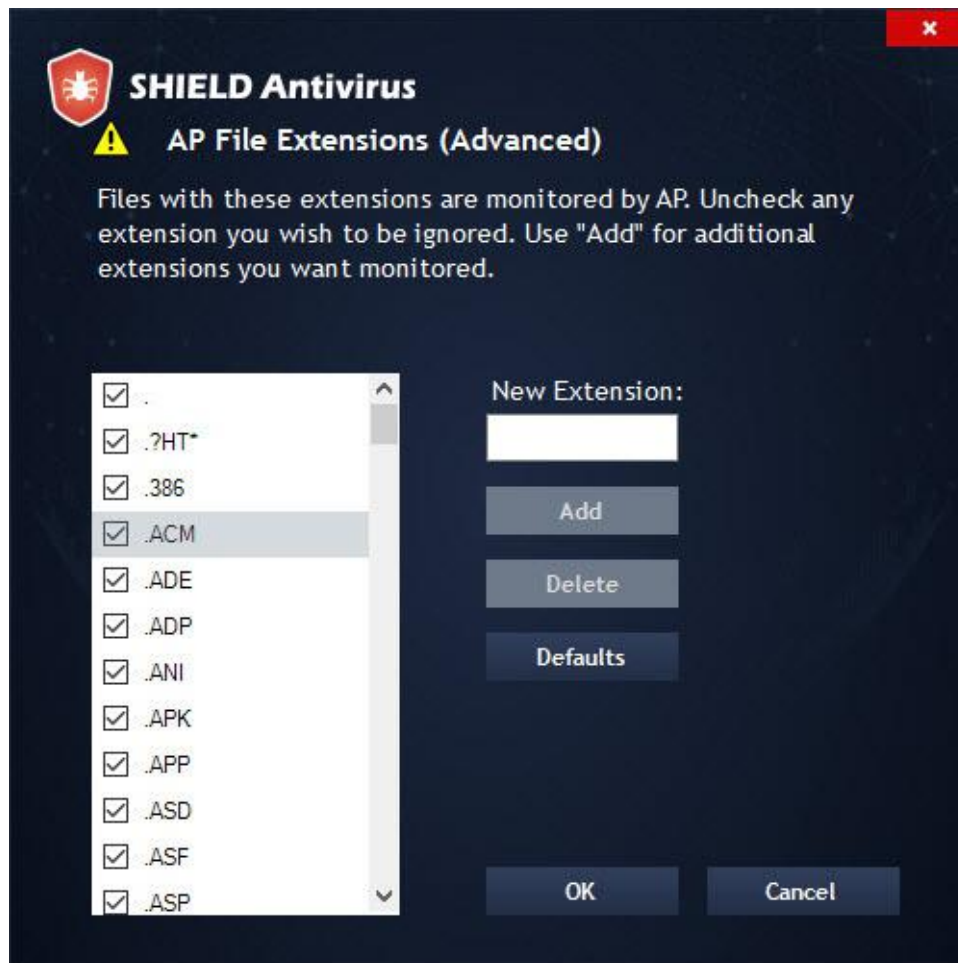 SHIELD Antivirus
AP File Extensions (Advanced)
Files with these extensions are monitored by AP. Uncheck any
extension you wish to be ignored. Use "Add" for additional
extensions you want monitored.
.
.?HT*
.386
.ACM
.ADE
.ADP
.ANI
.APK
.APP
.ASD
.ASF
.ASP
New Extension:
Add
Delete
Defaults
OK
Cancel